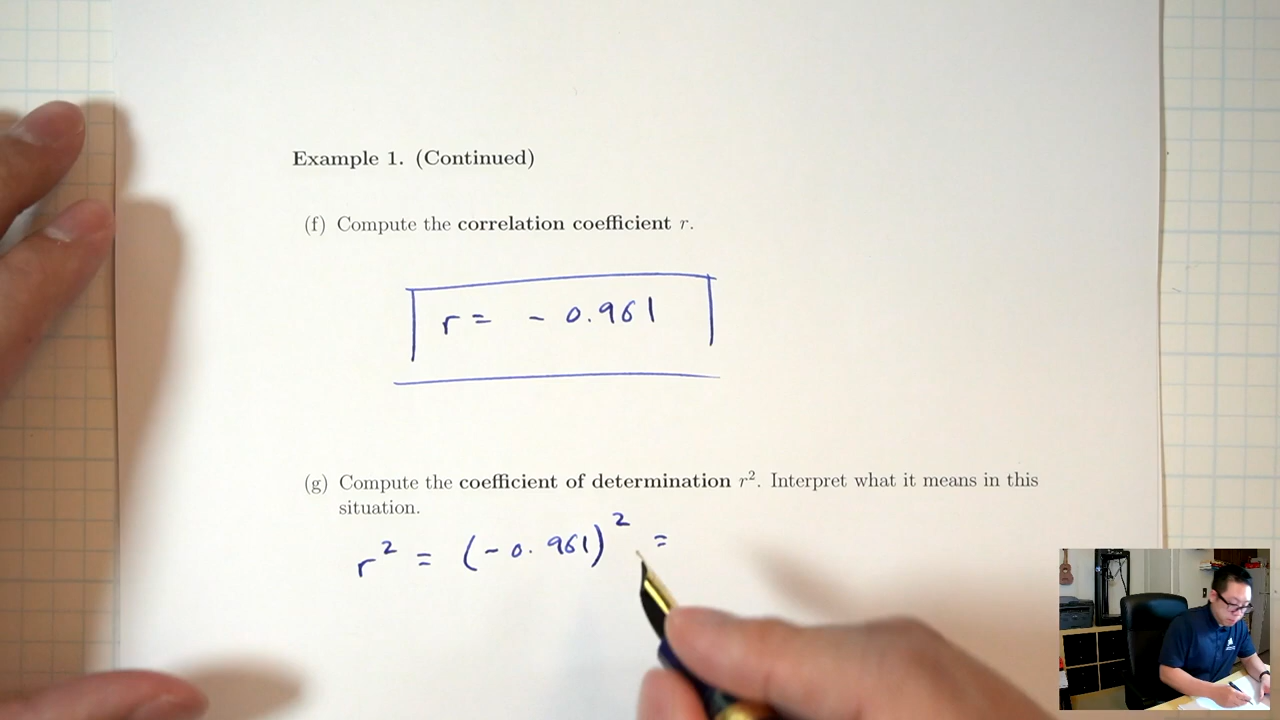 Example 1. (Continued)
(f) Compute the correlation coefficient r.
r = - 0.961
(g) Compute the coefficient of determination r². Interpret what it means in this
situation.
r² = (-0.961)² =